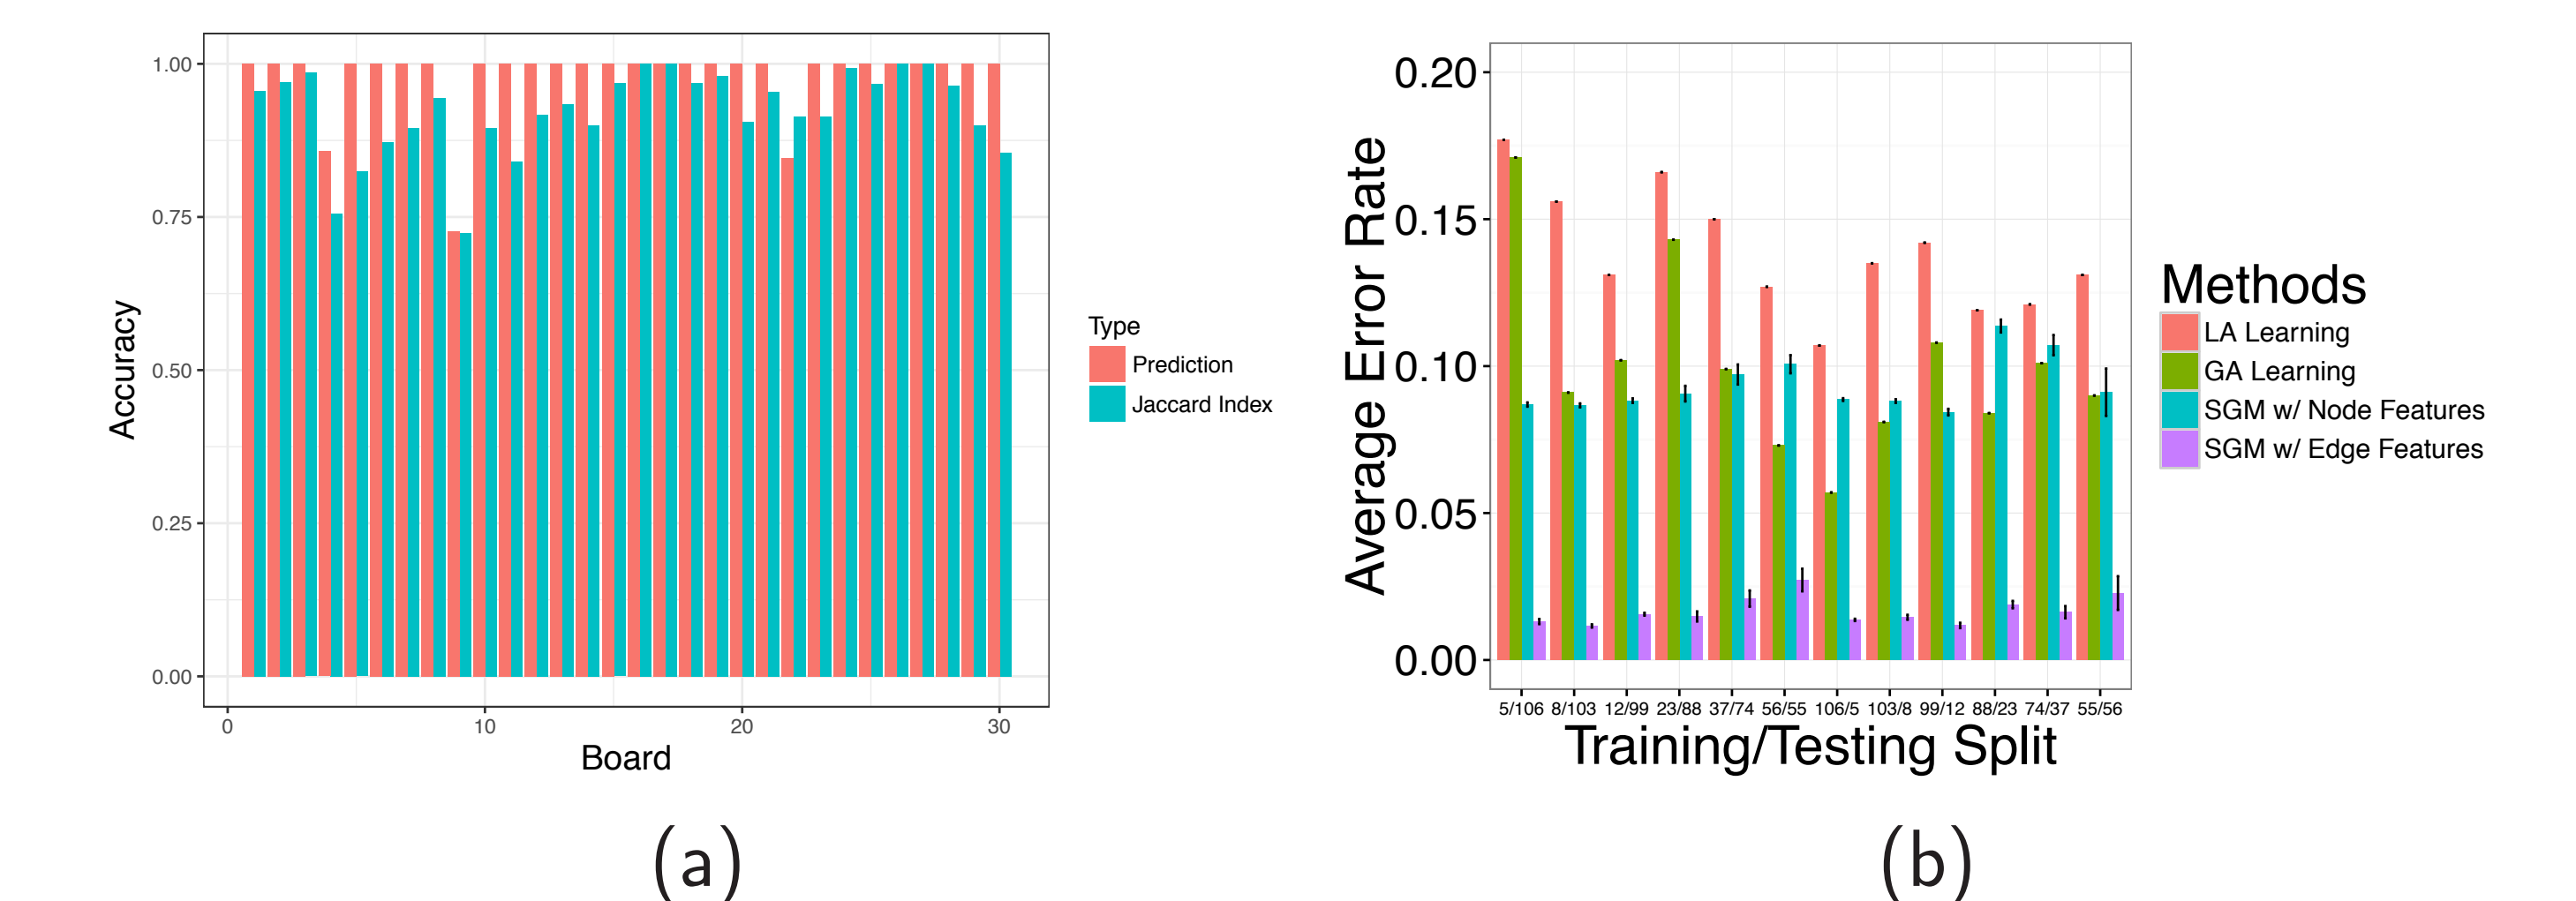 1.00
0.75
0.50
0.25
0.00
Accuracy
0
10
20
30
Board
Type
Prediction
Jaccard Index
(a)
0.20
0.15
0.10
0.05
0.00
Average Error Rate
5/106 8/103 12/99 23/88 37/74 56/55 106/5 103/8 99/12 88/23 74/37 55/56
Training/Testing Split
Methods
LA Learning
GA Learning
SGM w/ Node Features
SGM w/ Edge Features
(b)